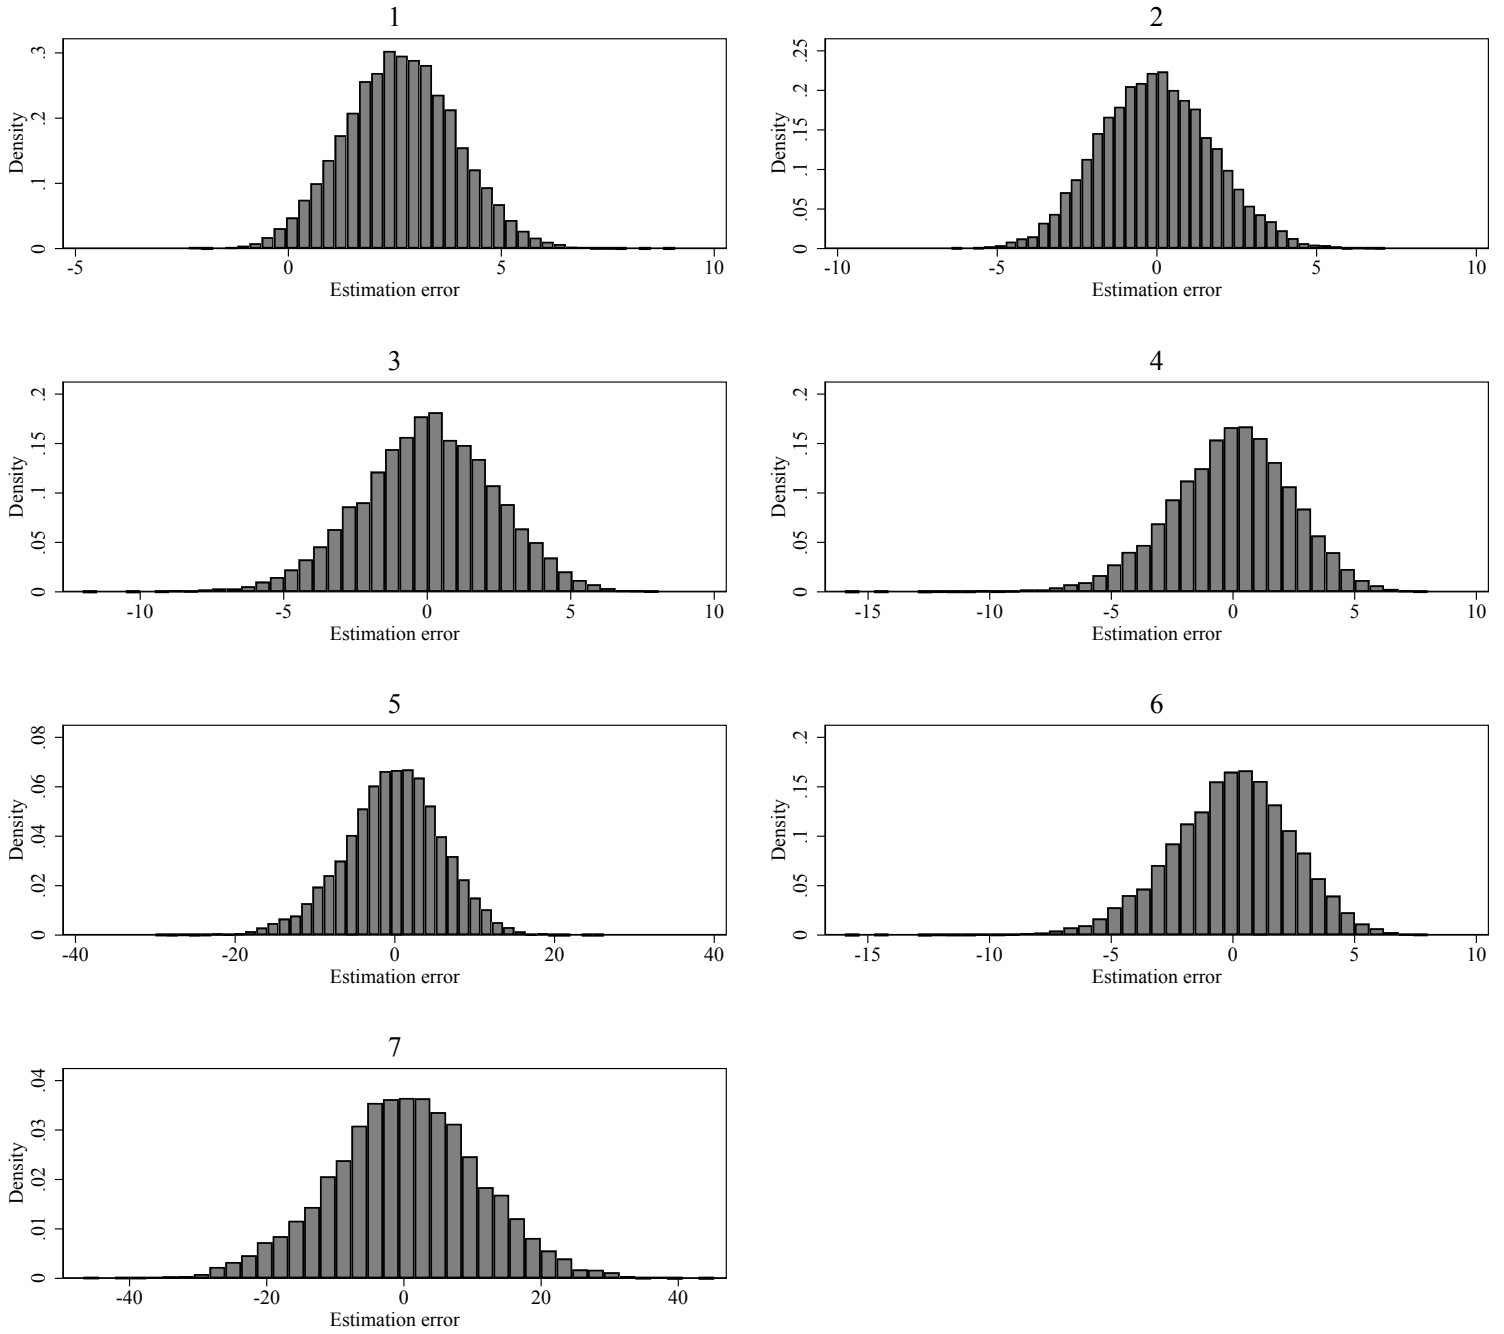 1
Density
0 .1 .2 .3
-5 0 5 10
Estimation error
2
Density
0 .05 .1 .15 .2 .25
-10 -5 0 5 10
Estimation error
3
Density
0 .05 .1 .15 .2
-10 -5 0 5 10
Estimation error
4
Density
0 .05 .1 .15 .2
-15 -10 -5 0 5 10
Estimation error
5
Density
0 .02 .04 .06 .08
-40 -20 0 20 40
Estimation error
6
Density
0 .05 .1 .15 .2
-15 -10 -5 0 5 10
Estimation error
7
Density
0 .01 .02 .03 .04
-40 -20 0 20 40
Estimation error